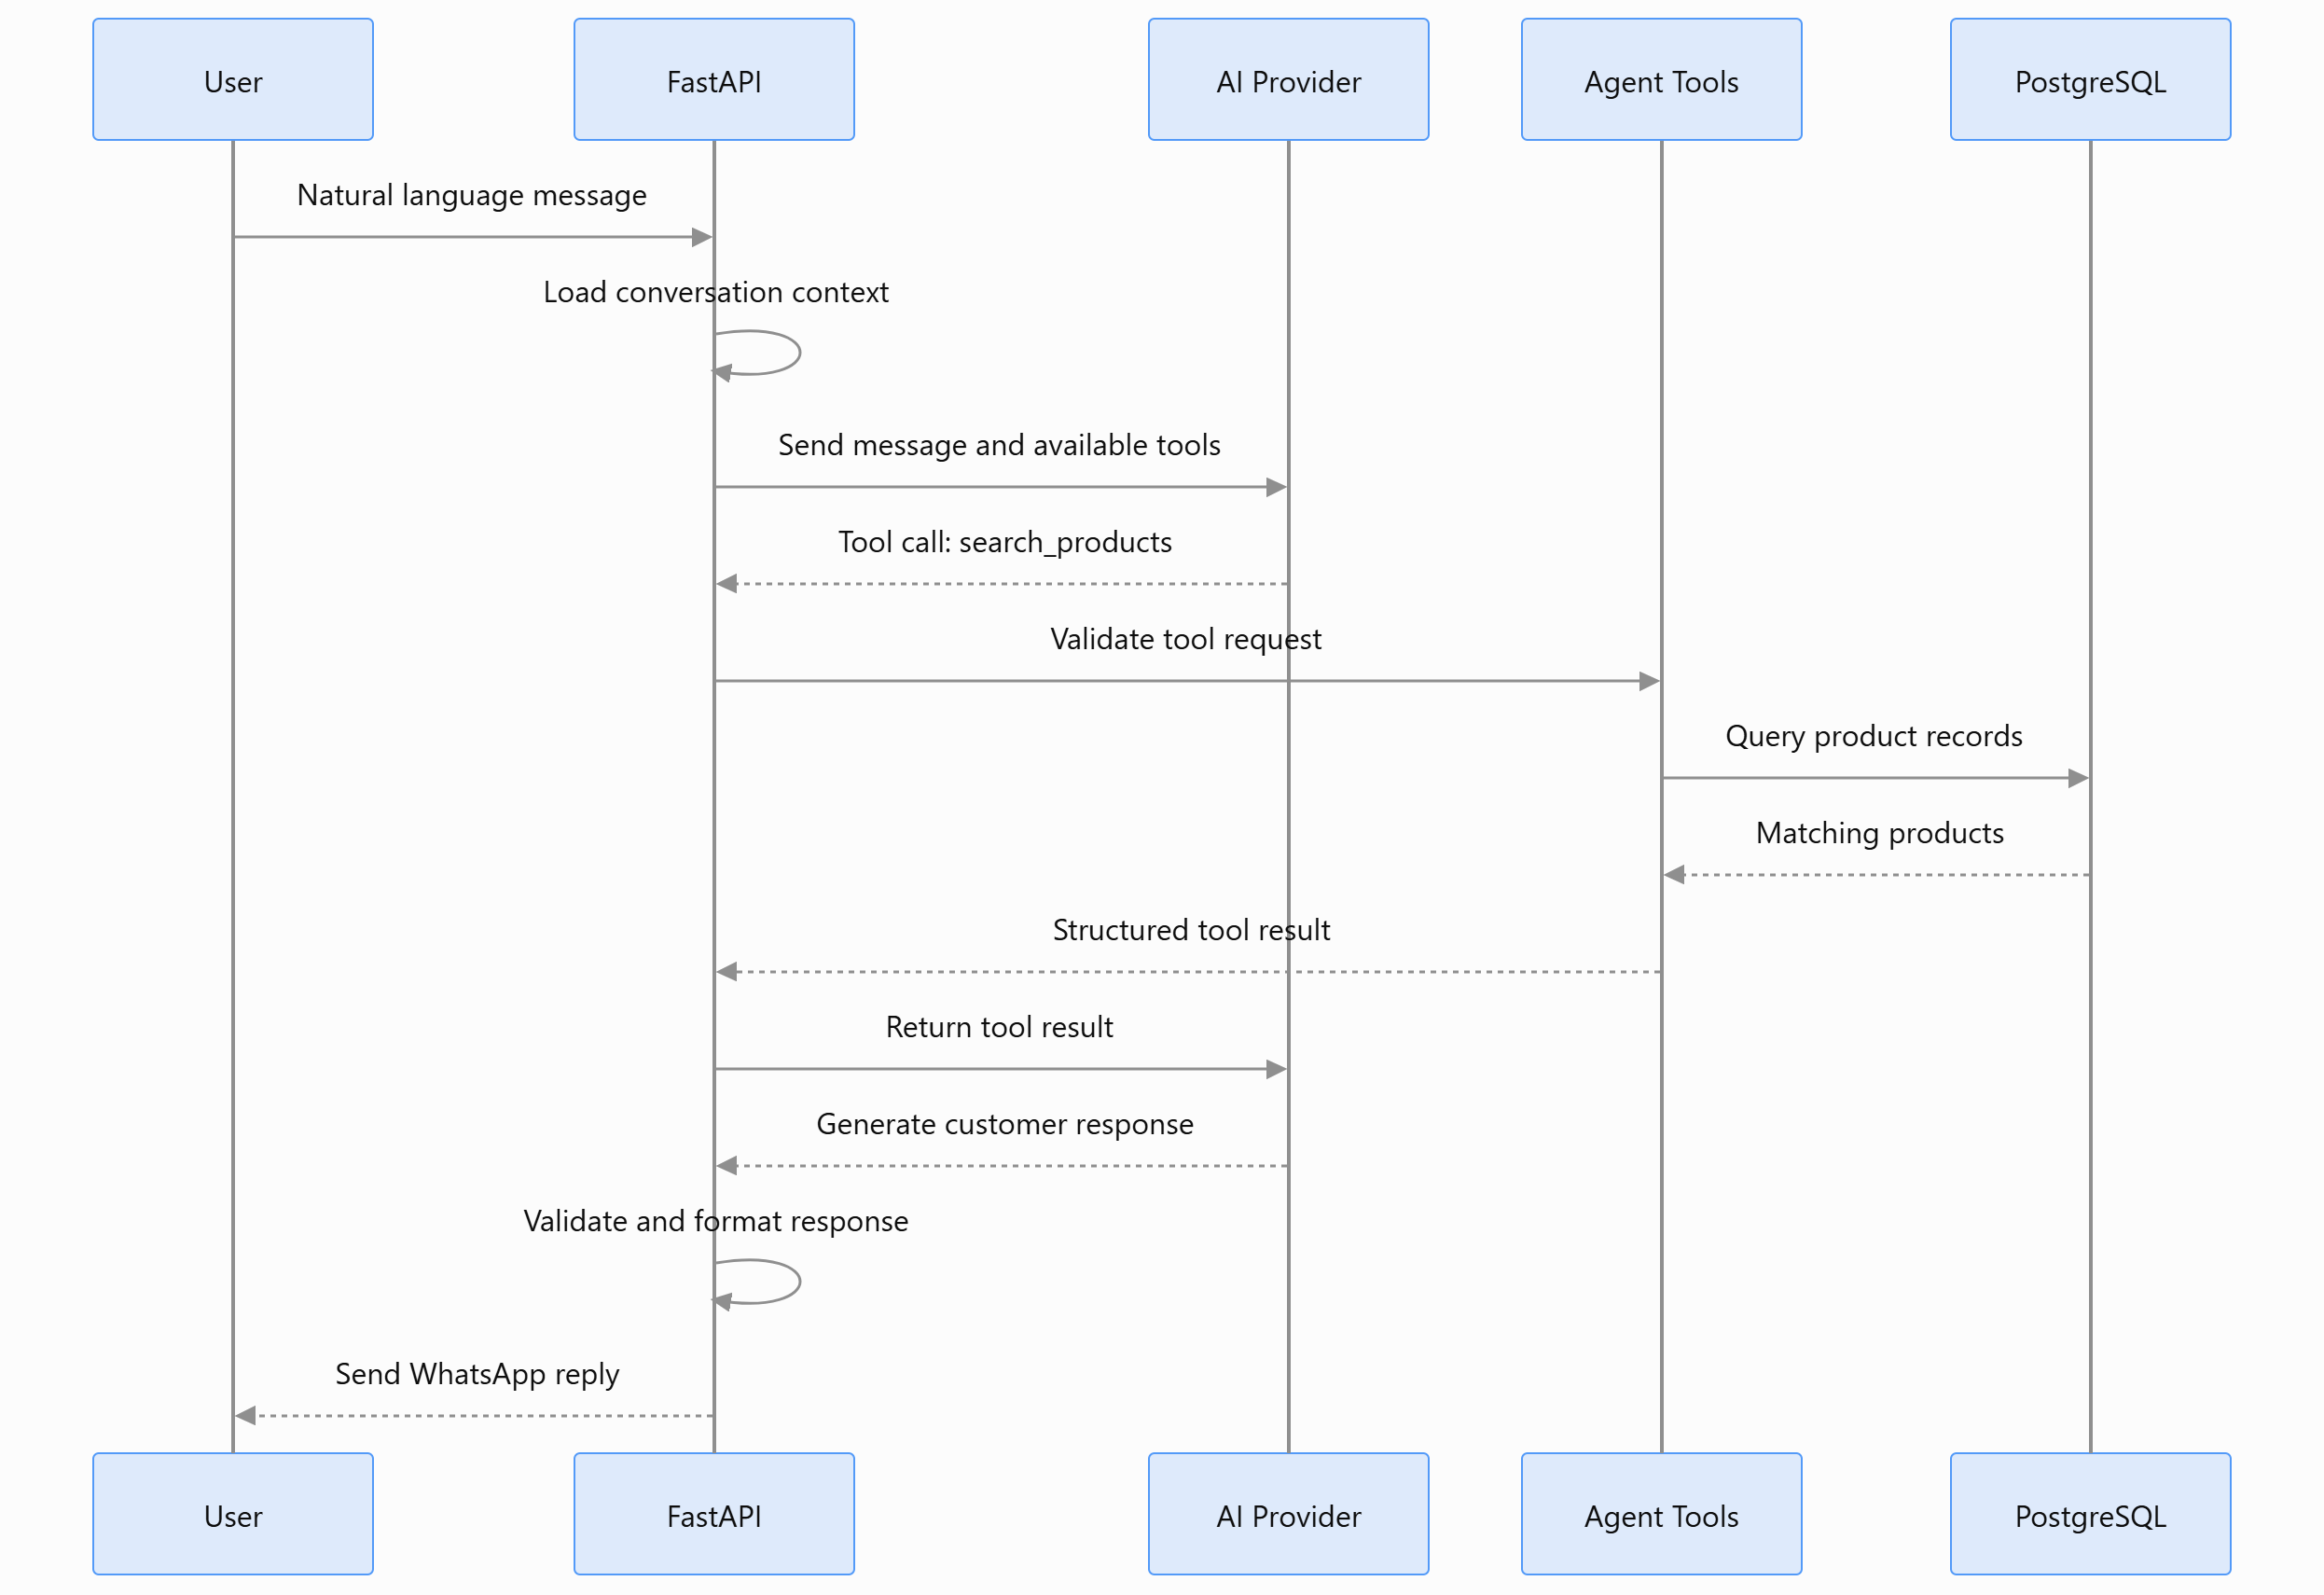 User
FastAPI
AI Provider
Agent Tools
PostgreSQL
Natural language message
Load conversation context
Send message and available tools
Tool call: search_products
Validate tool request
Query product records
Matching products
Structured tool result
Return tool result
Generate customer response
Validate and format response
Send WhatsApp reply
User
FastAPI
AI Provider
Agent Tools
PostgreSQL